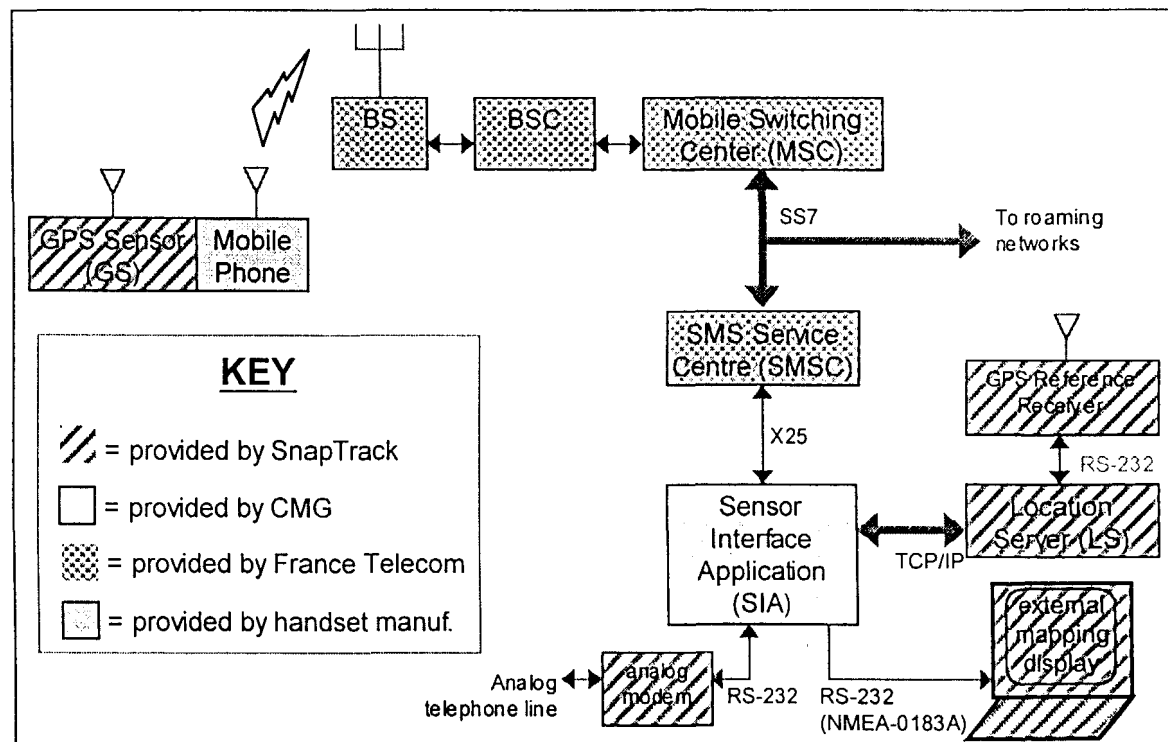 BS
BSC
Mobile Switching
Center (MSC)
SS7
To roaming
networks
GPS Sensor
(GS)
Mobile
Phone
SMS Service
Centre (SMSC)
GPS Reference
Receiver
X25
RS-232
KEY
= provided by SnapTrack
= provided by CMG
= provided by France Telecom
= provided by handset manuf.
Sensor
Interface
Application
(SIA)
TCP/IP
Location
Server (LS)
external
mapping
display
Analog
telephone line
analog
modem
RS-232
RS-232
(NMEA-0183A)